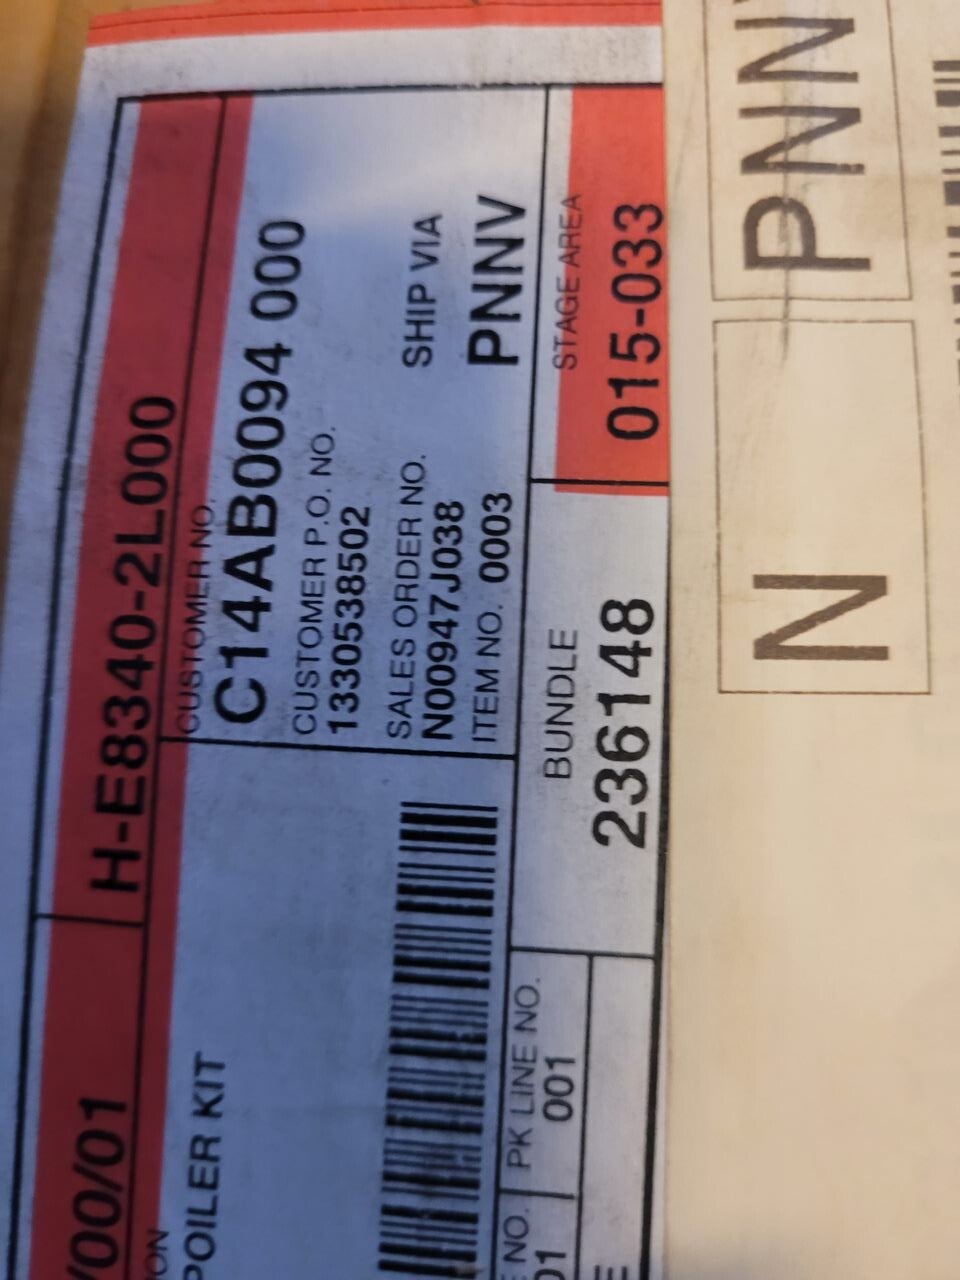 /00/01
H-E8340-2L000
CUSTOMER NO.
C14AB0094 000
POILER KIT
CUSTOMER P.O. NO.
1330538502
SALES ORDER NO. SHIP VIA
N00947J038
ITEM NO. 0003 PNNV
NO. PK LINE NO. BUNDLE STAGE AREA
01 001 236148 015-033
N PNN